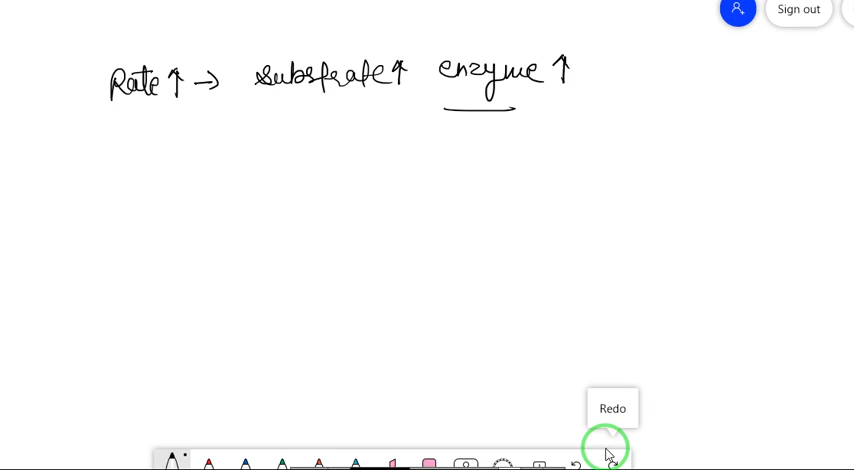 Sign out
Rate ↑ → substrate ↑ enzyme ↑
Redo